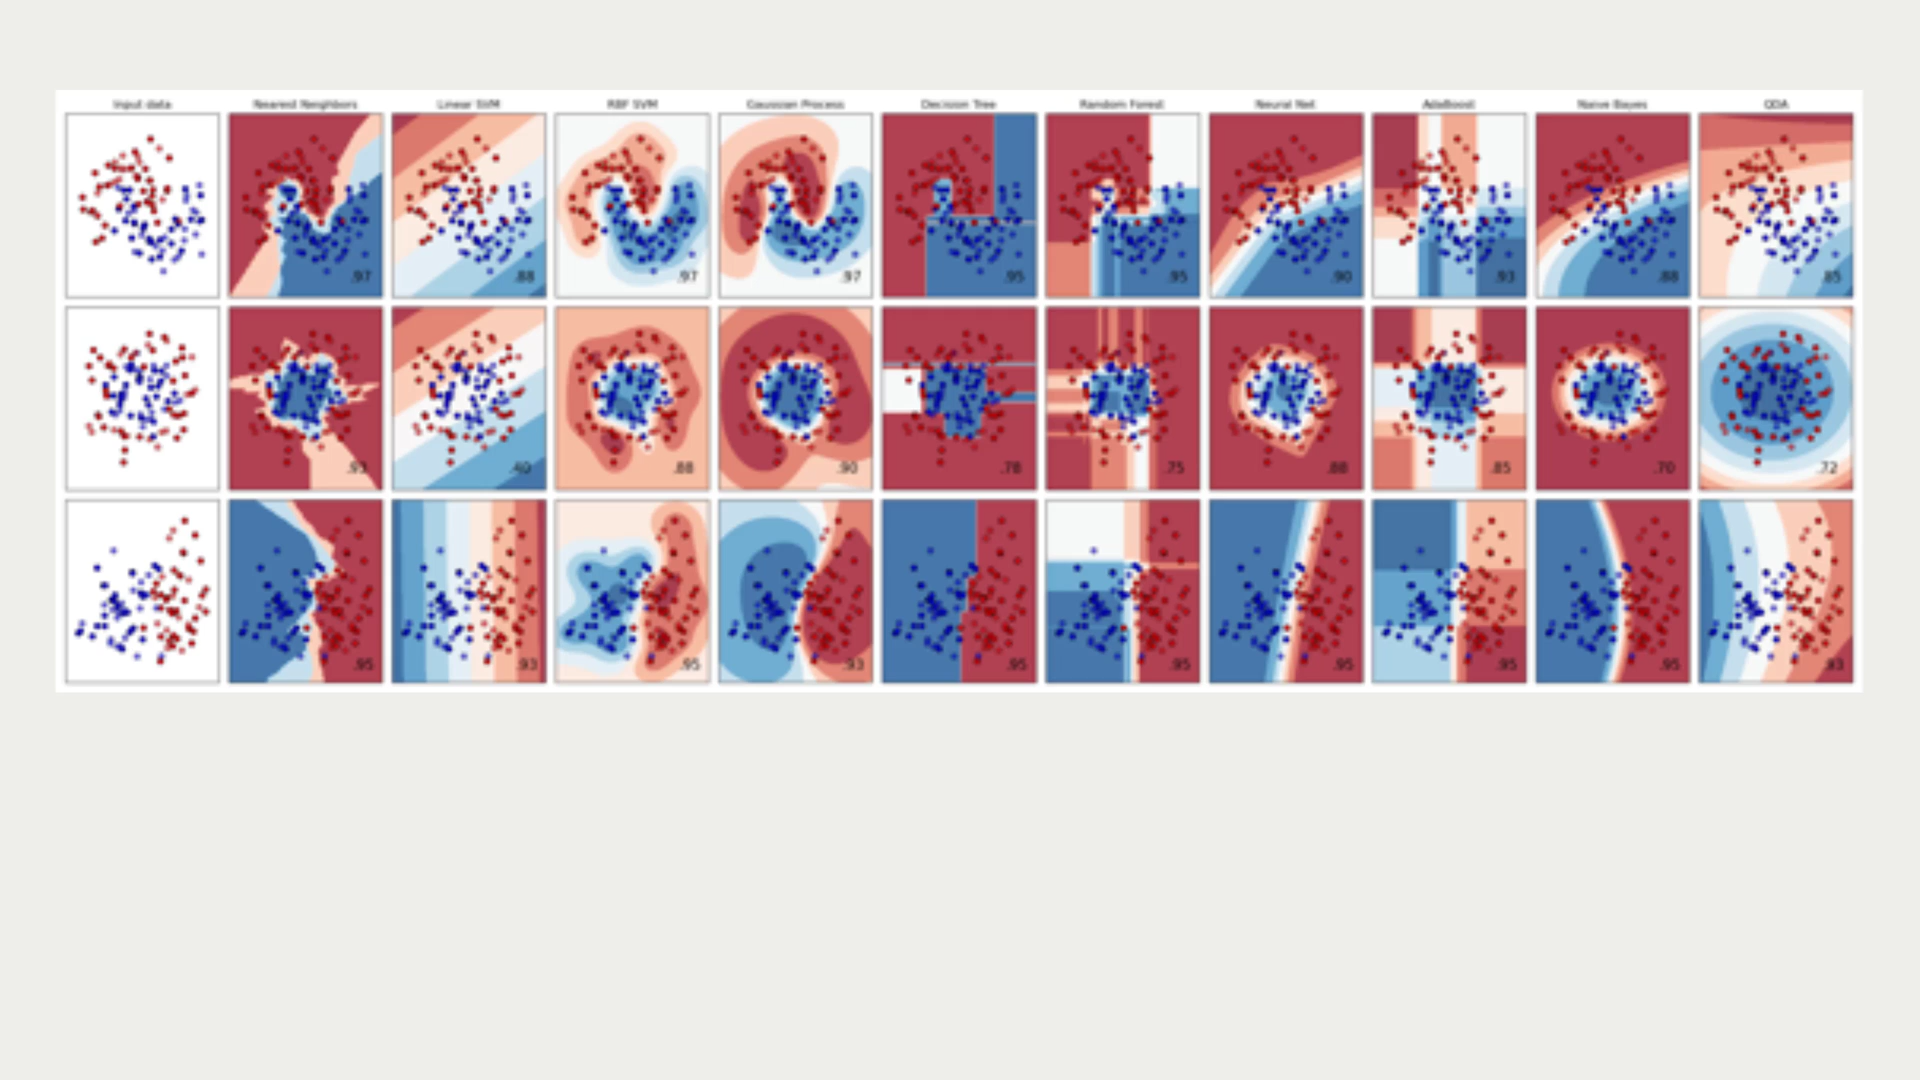 Input data Nearest Neighbors Linear SVM RBF SVM Gaussian Process Decision Tree Random Forest Neural Net AdaBoost Naive Bayes QDA
.97 .88 .97 .97 .95 .95 .90 .93 .88 .85
.93 .40 .88 .90 .78 .75 .88 .85 .70 .72
.95 .93 .95 .93 .95 .95 .95 .95 .95 .93